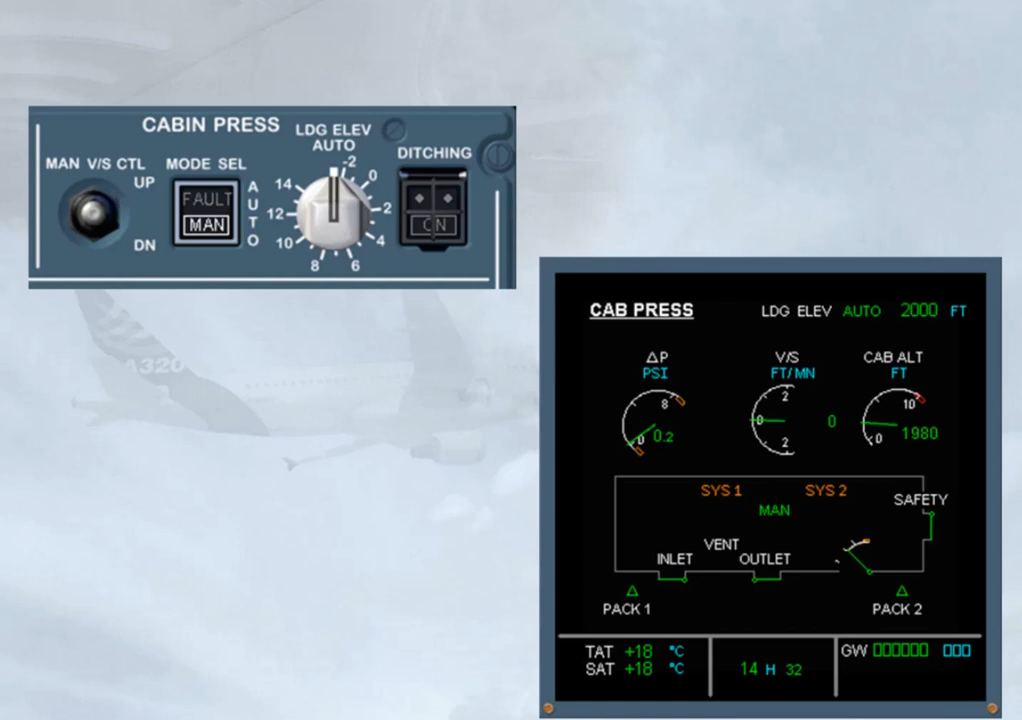 CABIN PRESS
LDG ELEV
AUTO
MAN V/S CTL
UP
DN
MODE SEL
FAULT
MAN
AUTO
-2
0
2
4
6
8
10
12
14
DITCHING
ON
A320
CAB PRESS
LDG ELEV AUTO 2000 FT
ΔP
PSI
8
0
0.2
V/S
FT/MN
2
0
2
0
CAB ALT
FT
10
0
1980
SYS 1
SYS 2
MAN
SAFETY
VENT
INLET
OUTLET
PACK 1
PACK 2
TAT +18 °C
SAT +18 °C
14 H 32
GW